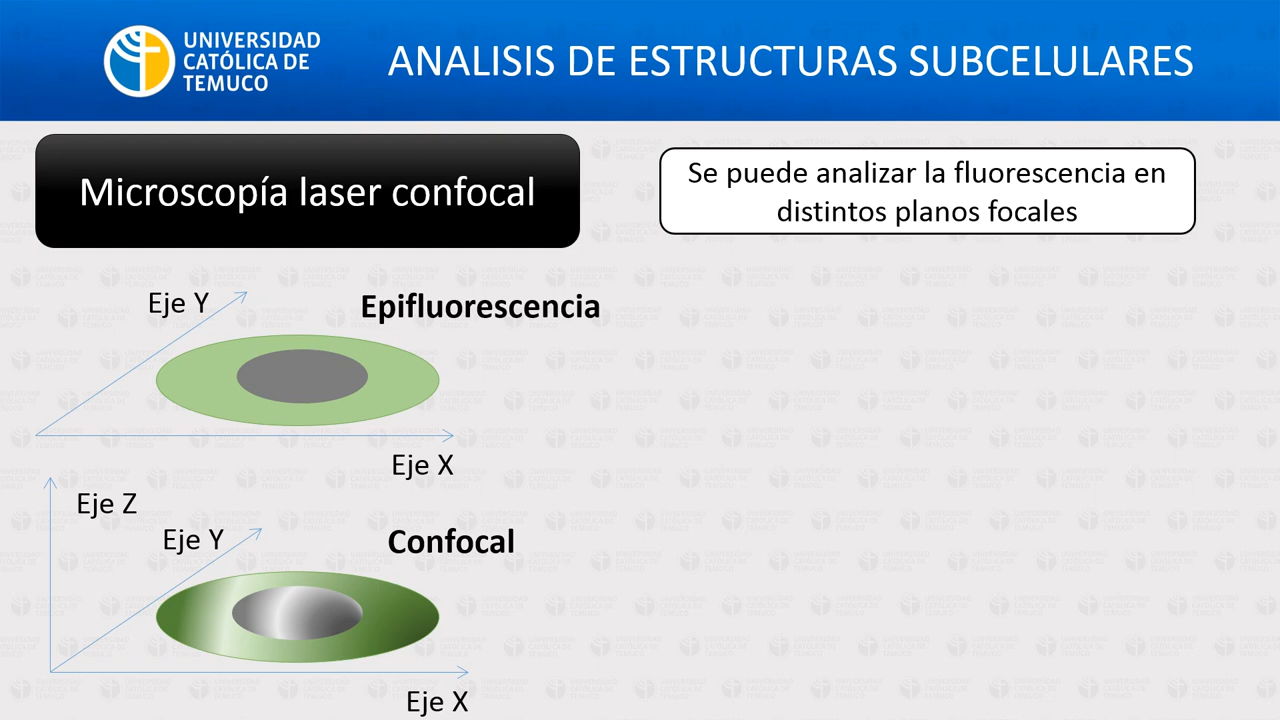 UNIVERSIDAD
CATÓLICA DE
TEMUCO
ANALISIS DE ESTRUCTURAS SUBCELULARES
Microscopía laser confocal
Se puede analizar la fluorescencia en
distintos planos focales
Eje Y
Epifluorescencia
Eje X
Eje Z
Eje Y
Confocal
Eje X